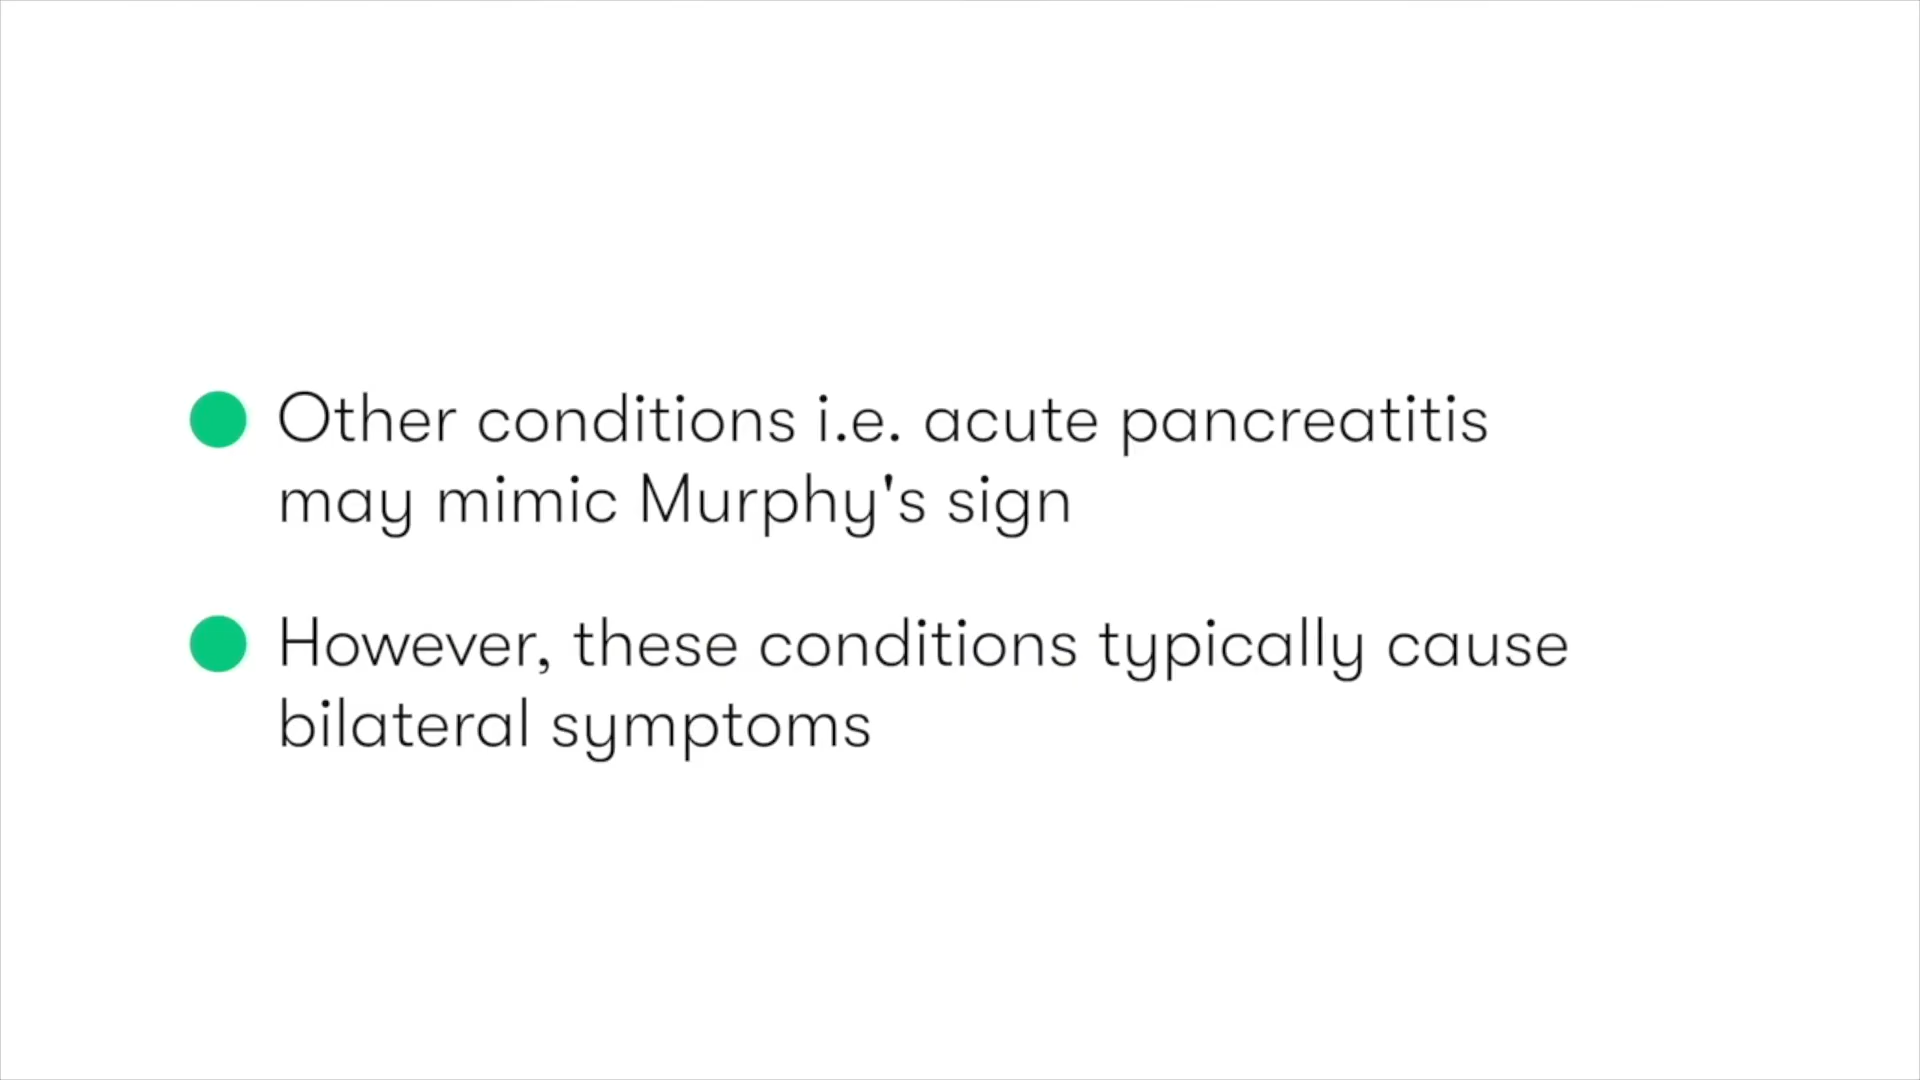 Other conditions i.e. acute pancreatitis
may mimic Murphy's sign
However, these conditions typically cause
bilateral symptoms